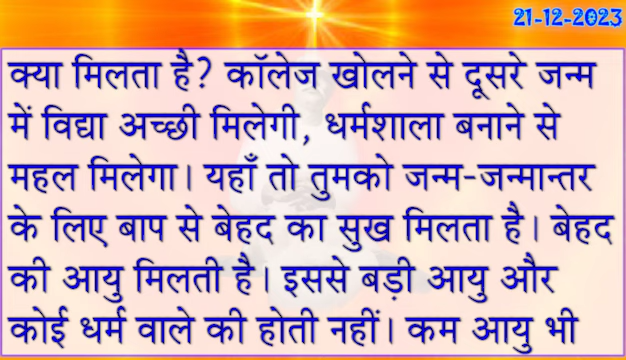 21-12-2023
क्या मिलता है? कॉलेज खोलने से दूसरे जन्म
में विद्या अच्छी मिलेगी, धर्मशाला बनाने से
महल मिलेगा। यहाँ तो तुमको जन्म-जन्मान्तर
के लिए बाप से बेहद का सुख मिलता है। बेहद
की आयु मिलती है। इससे बड़ी आयु और
कोई धर्म वाले की होती नहीं। कम आयु भी